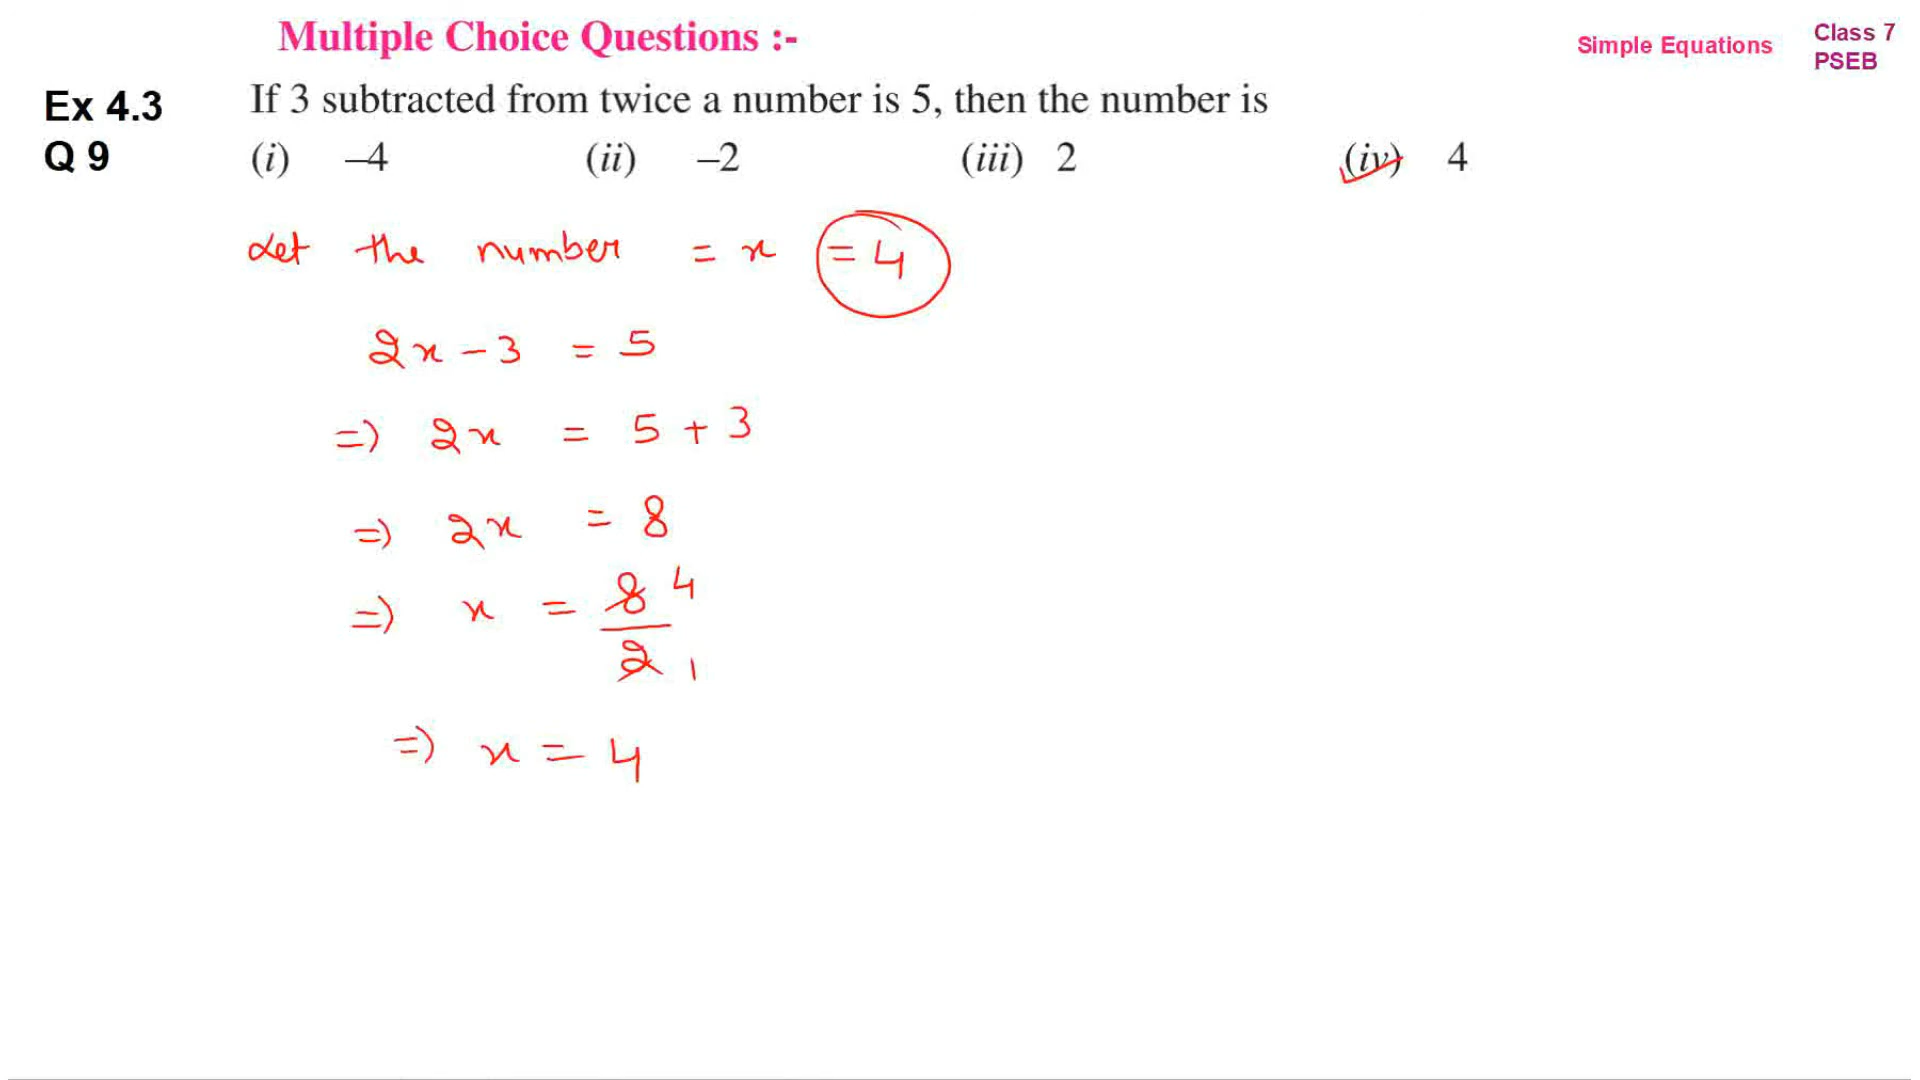 Multiple Choice Questions :-
Simple Equations
Class 7
PSEB
Ex 4.3
Q 9
If 3 subtracted from twice a number is 5, then the number is
(i) –4 (ii) –2 (iii) 2 (iv) 4
Let the number = x = 4
2x - 3 = 5
=) 2x = 5 + 3
=) 2x = 8
=) x = 8 4
2 1
=) x = 4